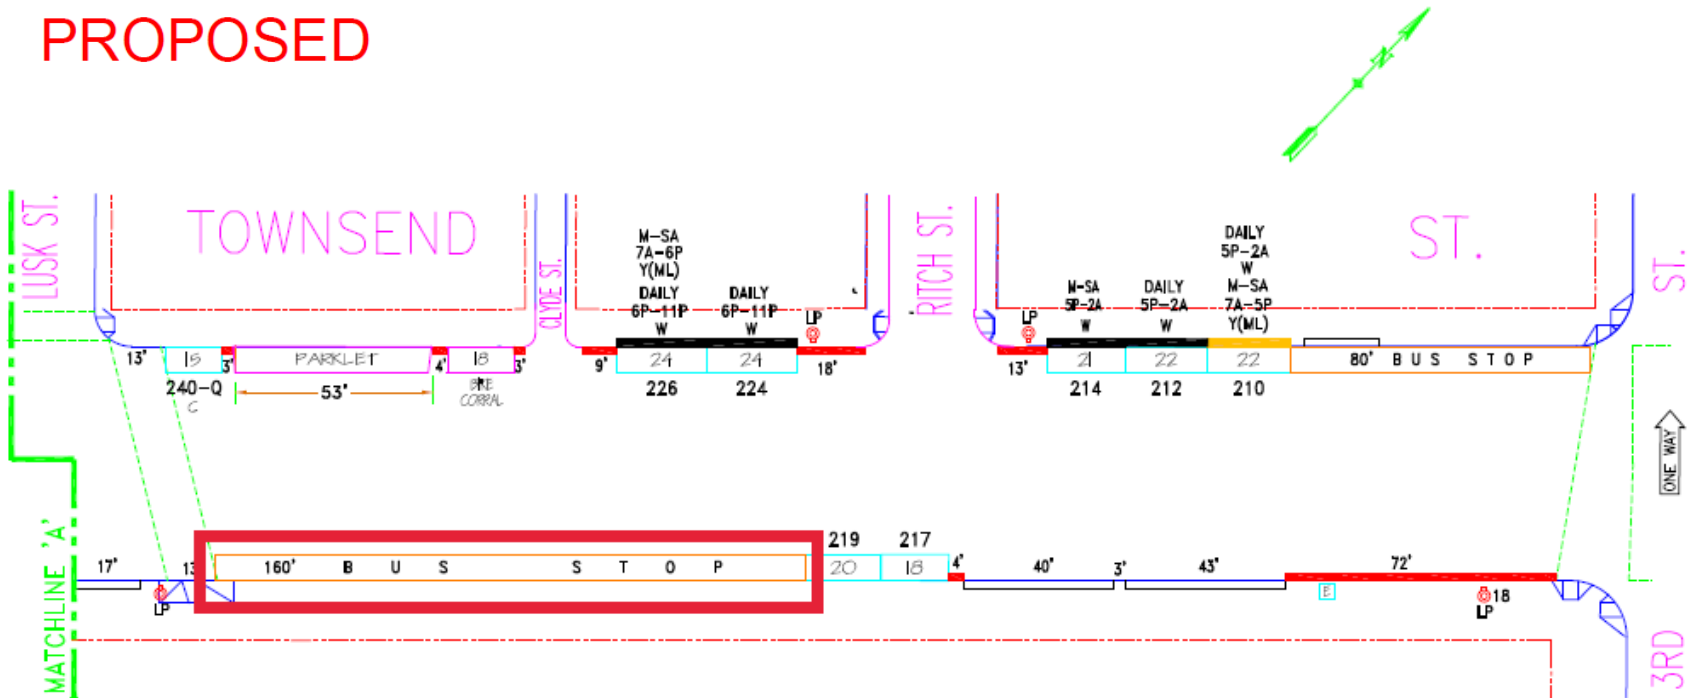 PROPOSED
N
LUSK ST.
TOWNSEND
CLYDE ST.
M-SA
7A-6P
Y(ML)
DAILY
6P-11P
W
DAILY
6P-11P
W
LP
RITCH ST.
LP
M-SA
5P-2A
W
DAILY
5P-2A
W
DAILY
5P-2A
W
M-SA
7A-5P
Y(ML)
ST.
ST.
13'
15
3'
PARKLET
4'
18
3'
9'
24
24
18'
13'
21
22
22
80' BUS STOP
240-Q
C
53'
BIKE
CORRAL
226
224
214
212
210
ONE WAY
MATCHLINE 'A'
17'
13'
160' BUS STOP
219
217
20
18
4'
40'
3'
43'
72'
LP
E
18
LP
3RD